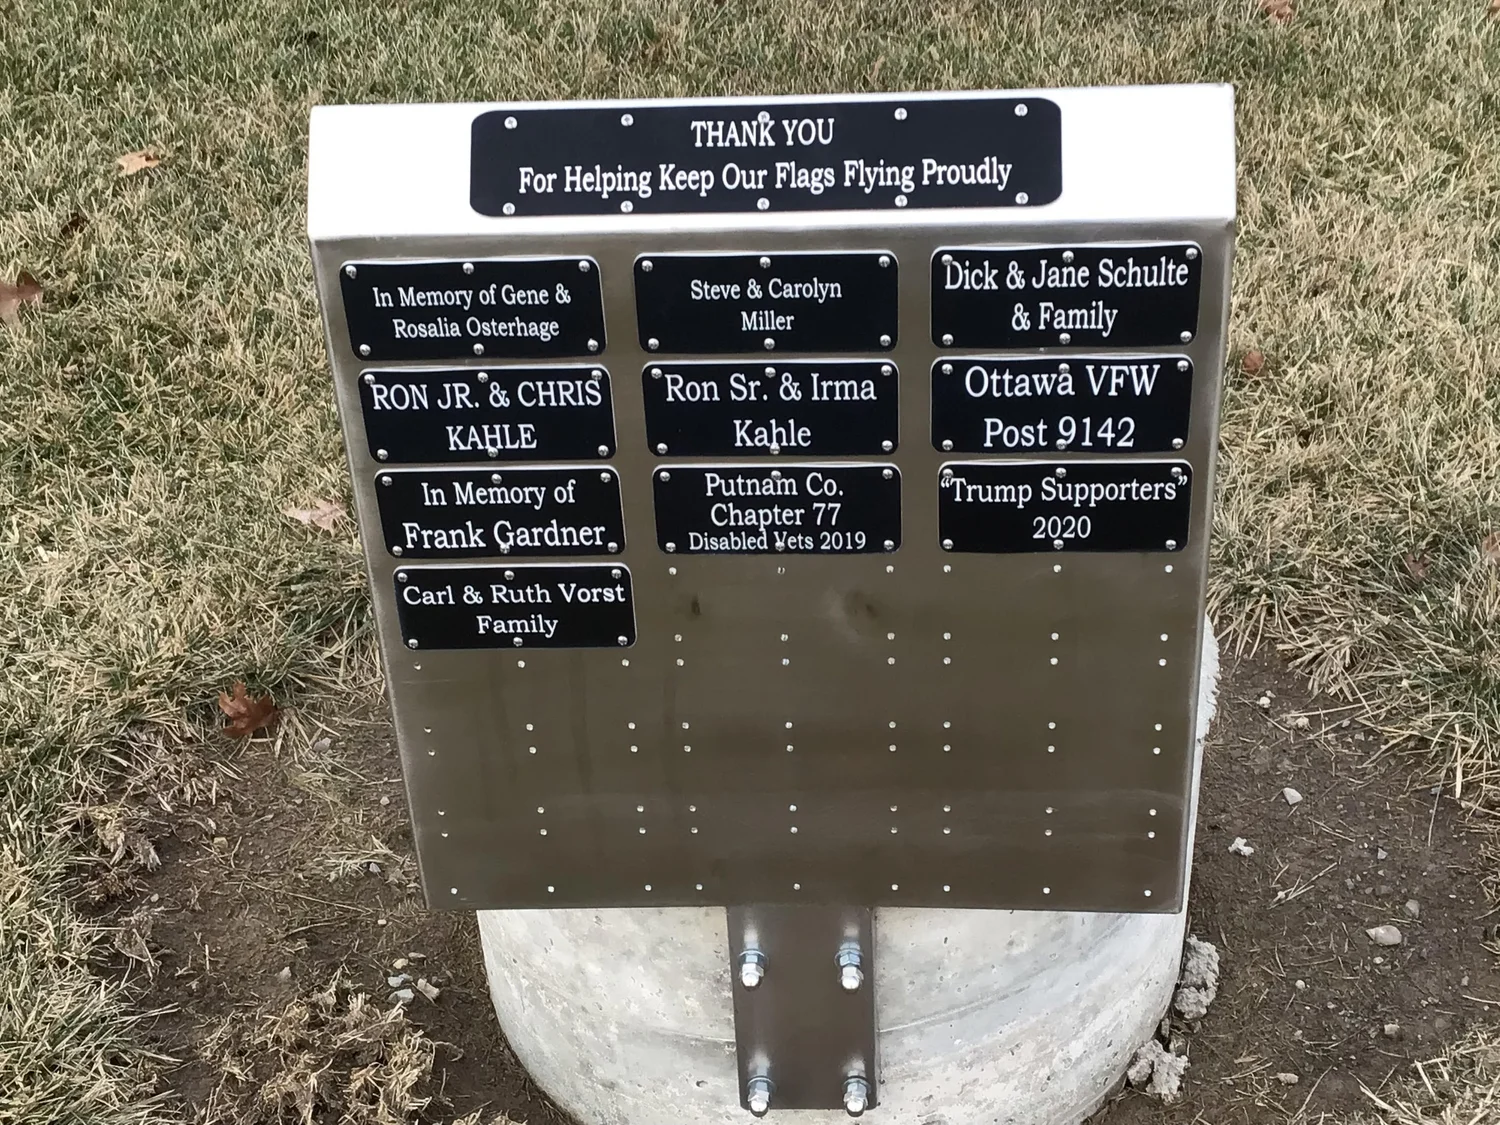 THANK YOU
For Helping Keep Our Flags Flying Proudly
In Memory of Gene &
Rosalia Osterhage
Steve & Carolyn
Miller
Dick & Jane Schulte
& Family
RON JR. & CHRIS
KAHLE
Ron Sr. & Irma
Kahle
Ottawa VFW
Post 9142
In Memory of
Frank Gardner
Putnam Co.
Chapter 77
Disabled Vets 2019
“Trump Supporters”
2020
Carl & Ruth Vorst
Family